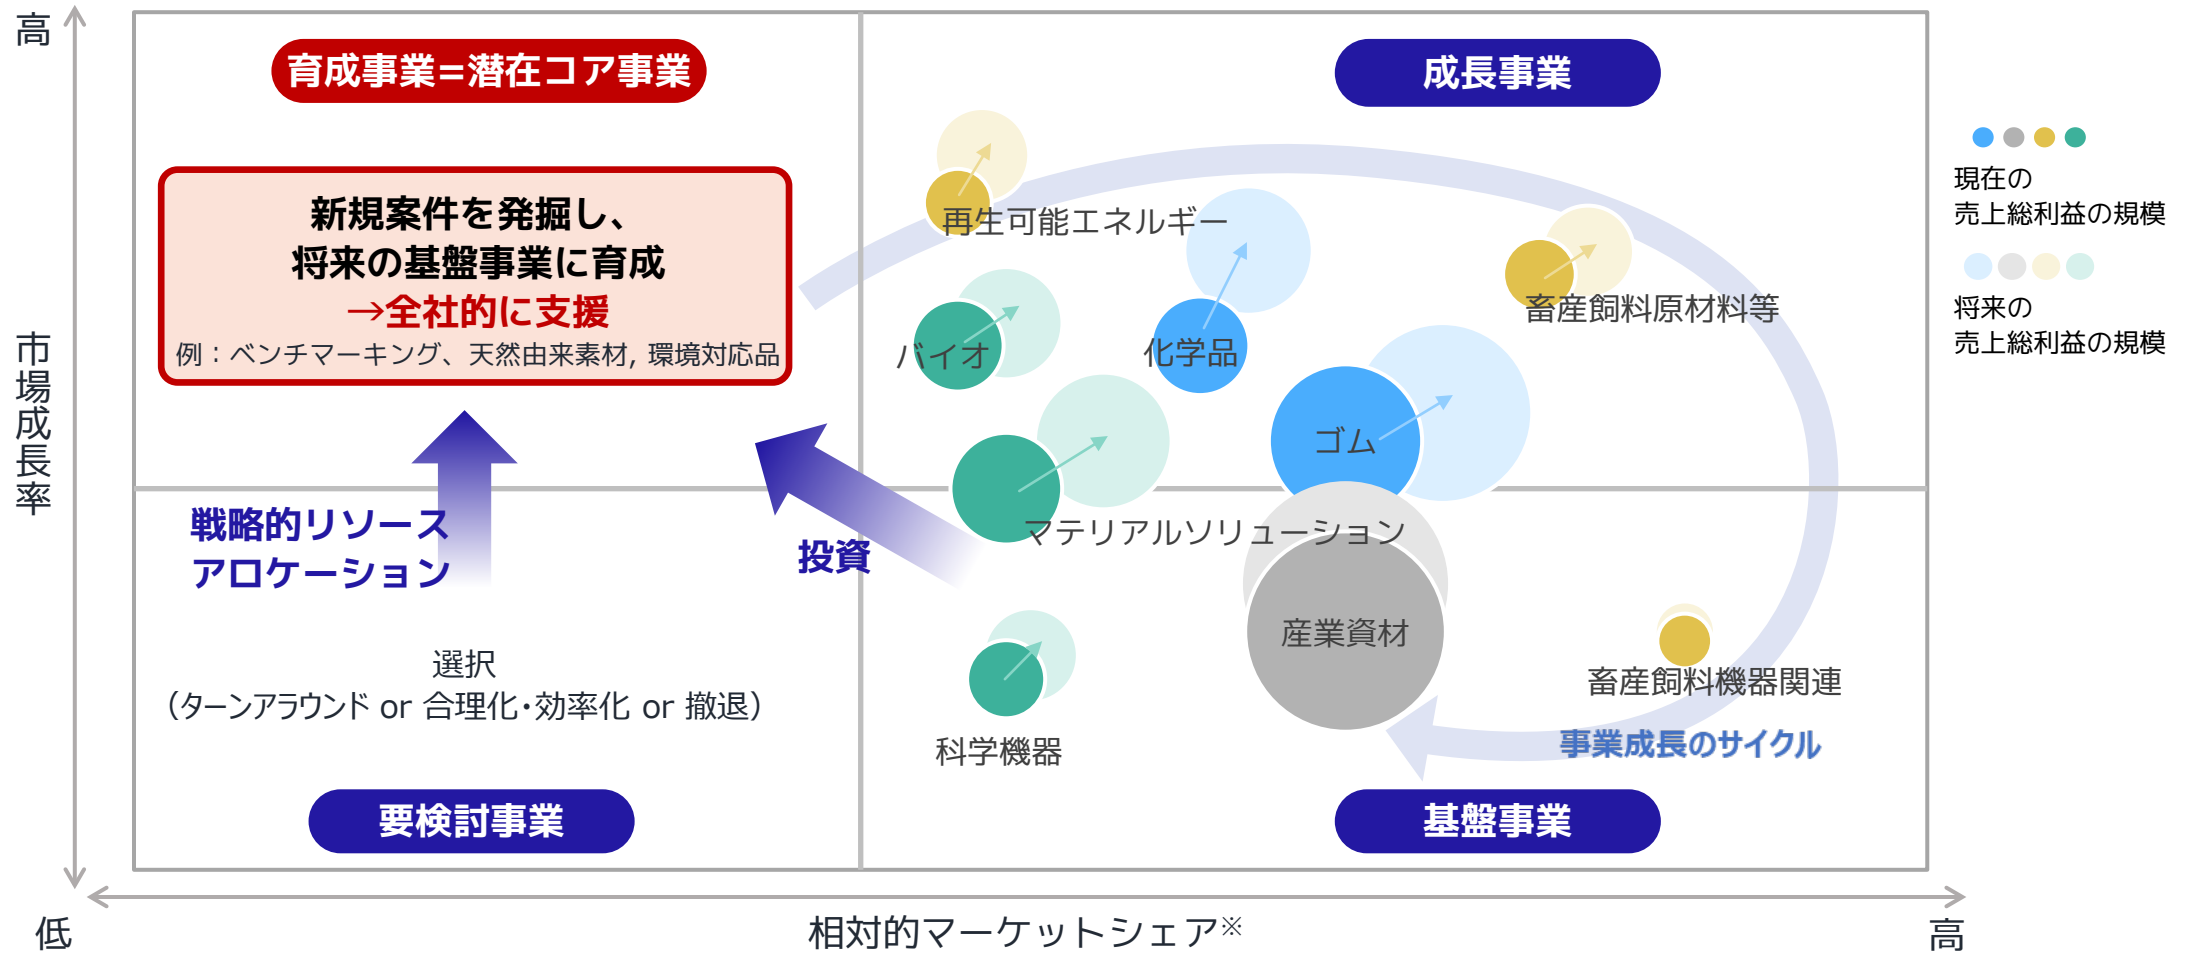 高
育成事業=潜在コア事業
成長事業
新規案件を発掘し、
将来の基盤事業に育成
→全社的に支援
例：ベンチマーキング、天然由来素材, 環境対応品
再生可能エネルギー
畜産飼料原材料等
バイオ
化学品
ゴム
現在の
売上総利益の規模
将来の
売上総利益の規模
市場成長率
戦略的リソース
アロケーション
投資
マテリアルソリューション
産業資材
選択
（ターンアラウンド or 合理化・効率化 or 撤退）
科学機器
畜産飼料機器関連
事業成長のサイクル
要検討事業
基盤事業
低
相対的マーケットシェア※
高